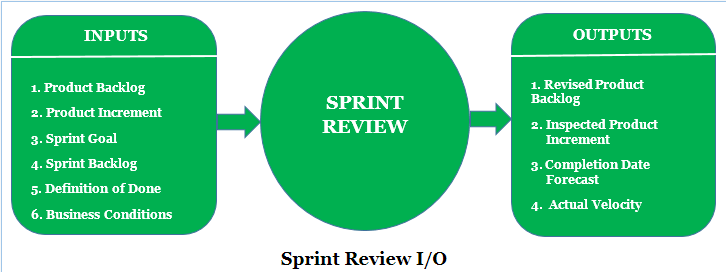 INPUTS
1. Product Backlog
2. Product Increment
3. Sprint Goal
4. Sprint Backlog
5. Definition of Done
6. Business Conditions
SPRINT
REVIEW
OUTPUTS
1. Revised Product
Backlog
2. Inspected Product
Increment
3. Completion Date
Forecast
4. Actual Velocity
Sprint Review I/O